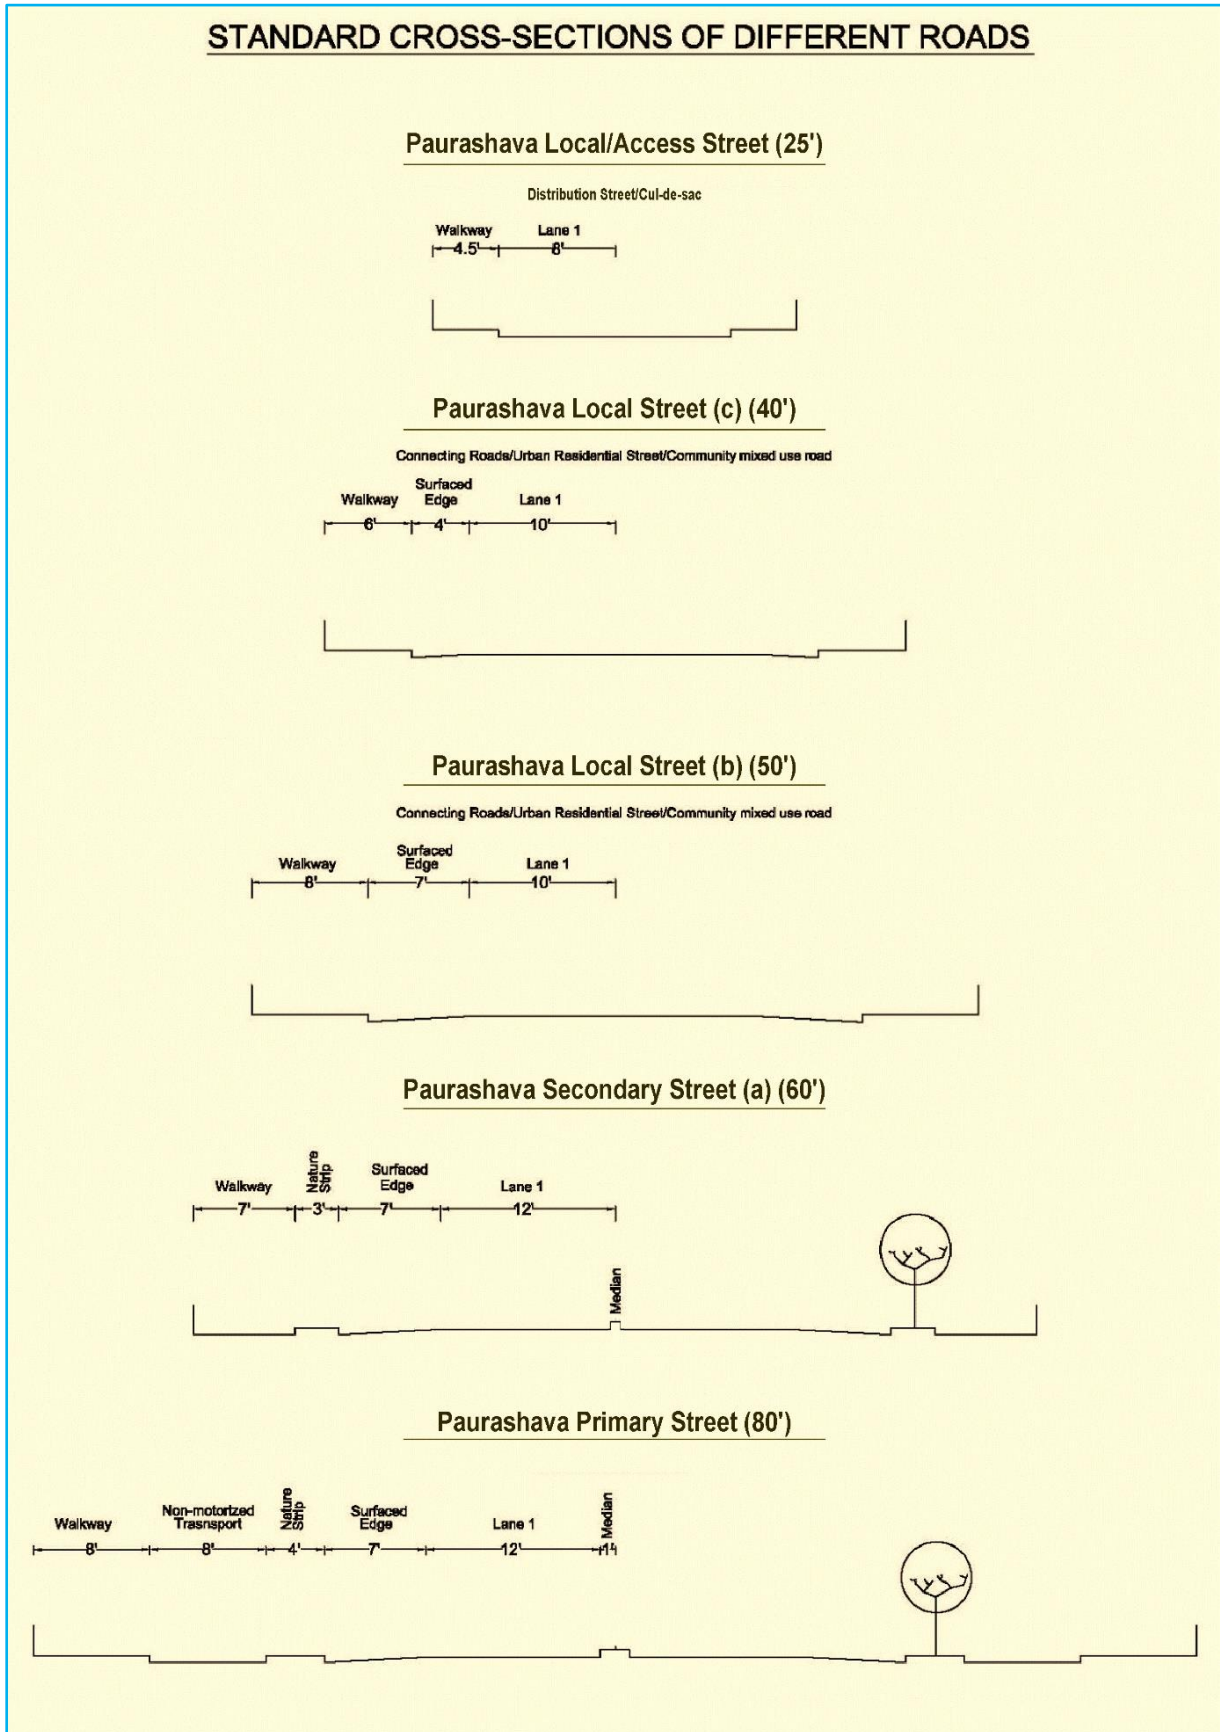 STANDARD CROSS-SECTIONS OF DIFFERENT ROADS
Paurashava Local/Access Street (25')
Distribution Street/Cul-de-sac
Walkway Lane 1
4.5' 8'
Paurashava Local Street (c) (40')
Connecting Roads/Urban Residential Street/Community mixed use road
Walkway Surfaced Edge Lane 1
6' 4' 10'
Paurashava Local Street (b) (50')
Connecting Roads/Urban Residential Street/Community mixed use road
Walkway Surfaced Edge Lane 1
8' 7' 10'
Paurashava Secondary Street (a) (60')
Walkway Nature Strip Surfaced Edge Lane 1
7' 3' 7' 12'
Median
Paurashava Primary Street (80')
Walkway Non-motorized Trasnsport Nature Strip Surfaced Edge Lane 1 Median
8' 8' 4' 7' 12' 1'